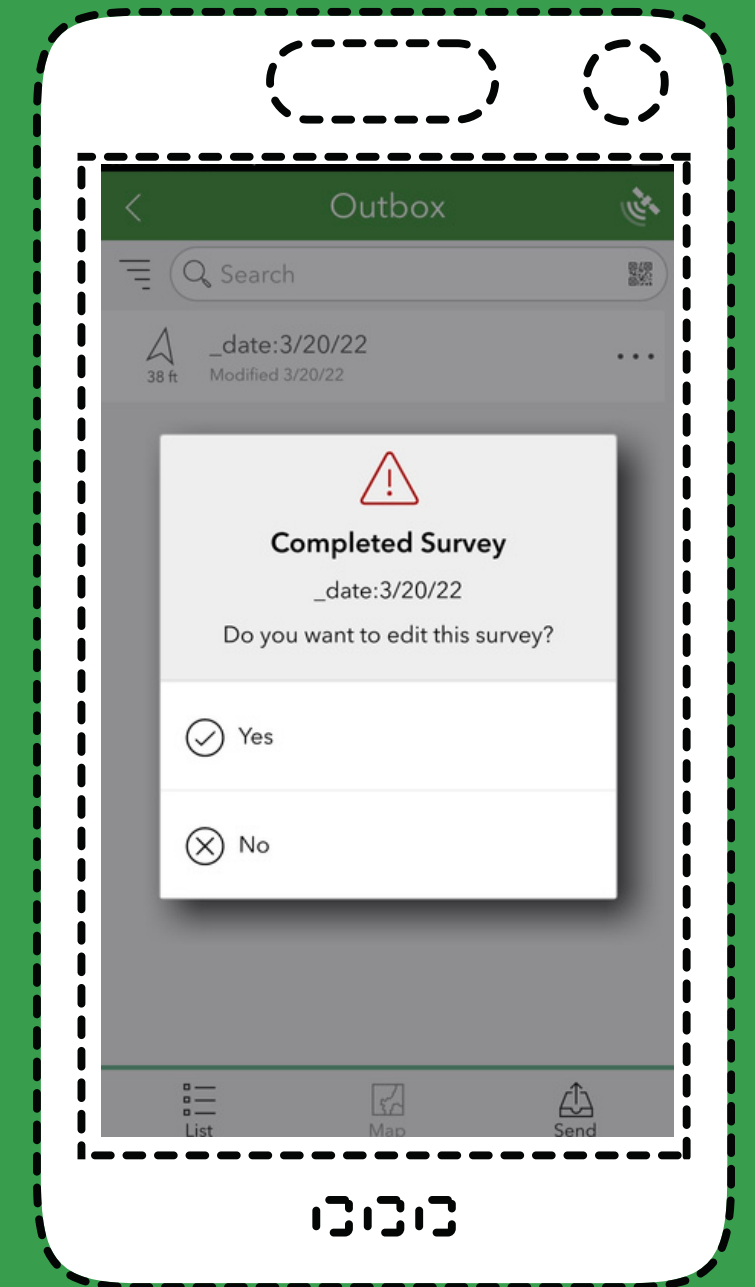 Outbox
Search
_date:3/20/22
38 ft Modified 3/20/22
Completed Survey
_date:3/20/22
Do you want to edit this survey?
Yes
No
List Map Send